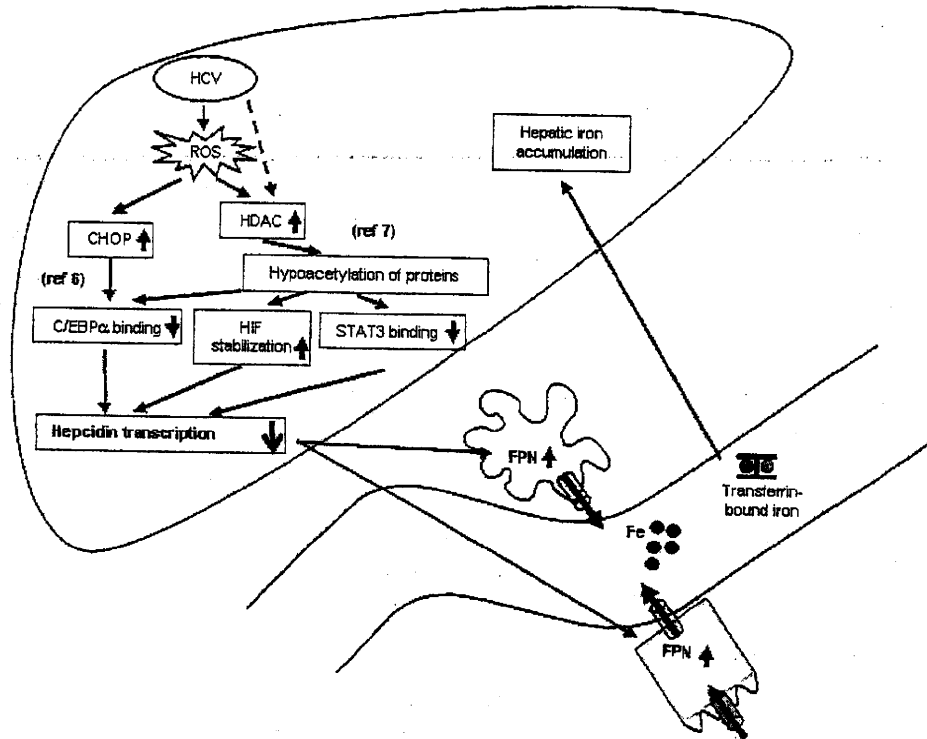 HCV
ROS
Hepatic iron
accumulation
CHOP
HDAC
(ref 7)
(ref 6)
Hypoacetylation of proteins
C/EBPα binding
HIF
stabilization
STAT3 binding
Hepcidin transcription
FPN
Transferrin-
bound iron
Fe
FPN